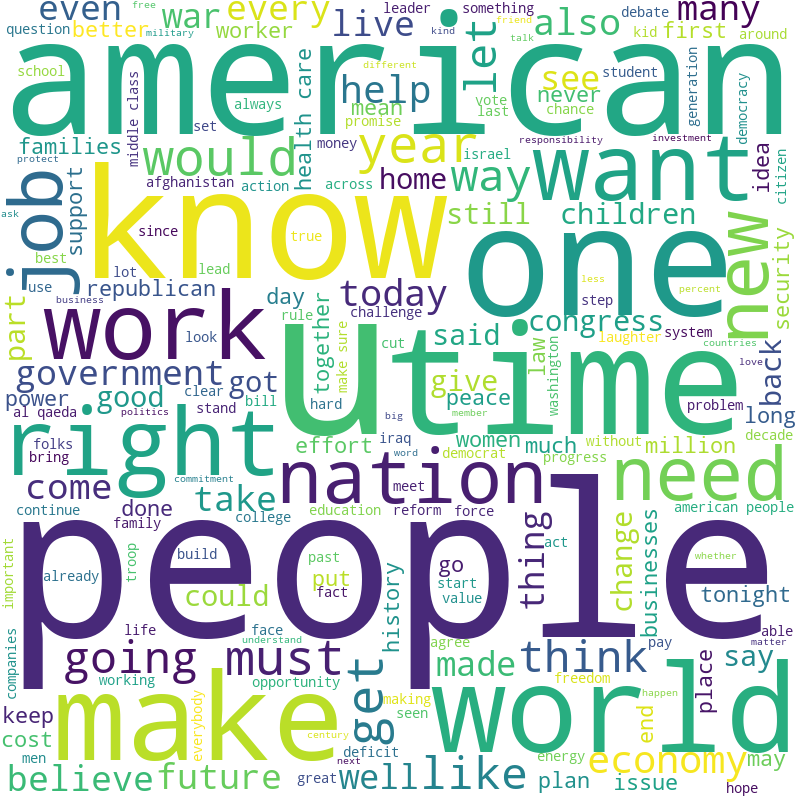 even free war every live leader something let also debate many
question better military worker friend kind talk kid first around
american
school different student generation
always help see never
set mean vote last chance democracy
families would middle class money health care promise year israel responsibility investment idea
protect afghanistan action across home way want citizen
ask job support know still children one new security
since true
best lot lead step less
use republican day today percent
business challenge
part work look rule together make sure utime congress laughter system countries
said law washington love
government got cut back
power good clear bill hard give peace problem long
al qaeda politics stand big member
folks right effort iraq women much without million decade
bring word democrat progress
come commitment nation need
continue done take meet education reform force thing american people
family college
important people past go act change businesses whether
already troop build could put fact history start value tonight
companies life face understand agree able
going must think pay say matter
working opportunity get made freedom place
keep everybody make making seen world end happen
cost century deficit energy economy may
men great next
believe future well like plan issue hope